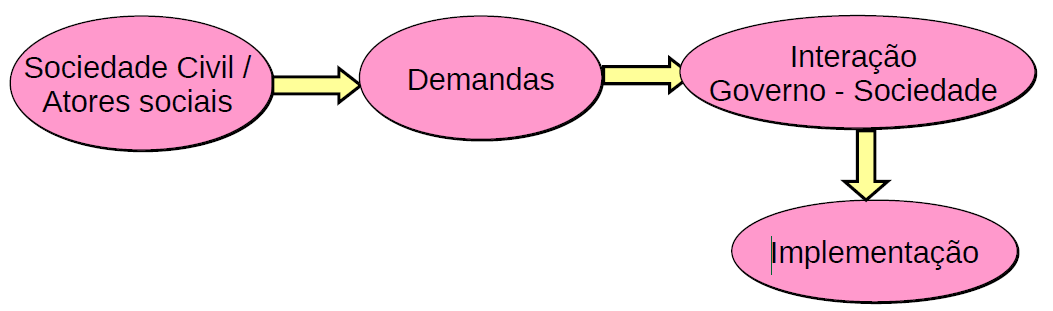 Sociedade Civil /
Atores sociais
Demandas
Interação
Governo - Sociedade
Implementação